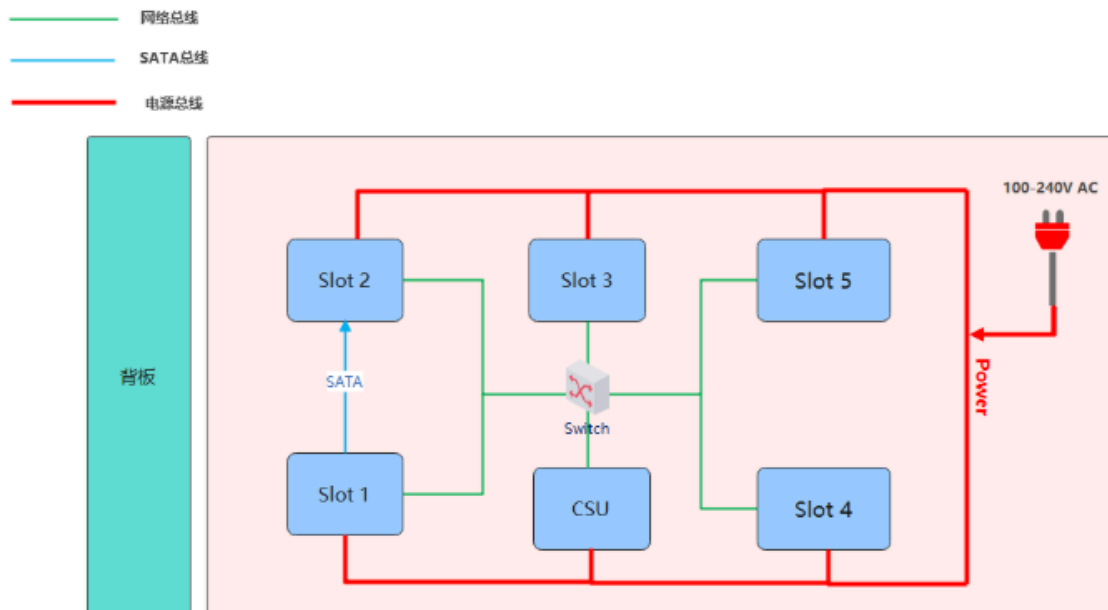 网络总线
SATA总线
电源总线
100-240V AC
Slot 2
Slot 3
Slot 5
背板
SATA
Power
Switch
Slot 1
CSU
Slot 4